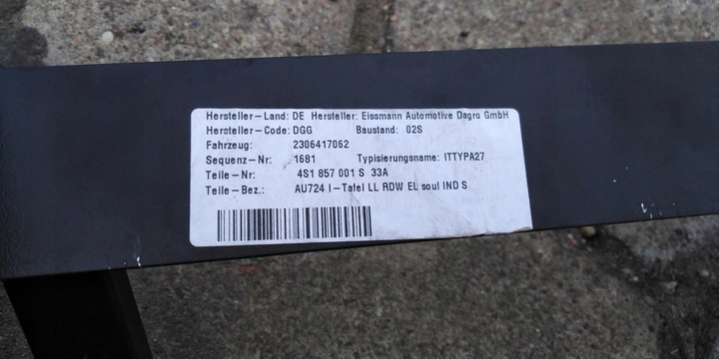 Hersteller-Land: DE Hersteller: Eissmann Automotive Dagro GmbH
Hersteller-Code: DGG Baustand: 02S
Fahrzeug: 2306417062
Sequenz-Nr: 1681 Typisierungsname: ITTYPA27
Teile-Nr: 4S1 857 001 S 33A
Teile-Bez.: AU724 I-Tafel LL RDW EL soul IND S